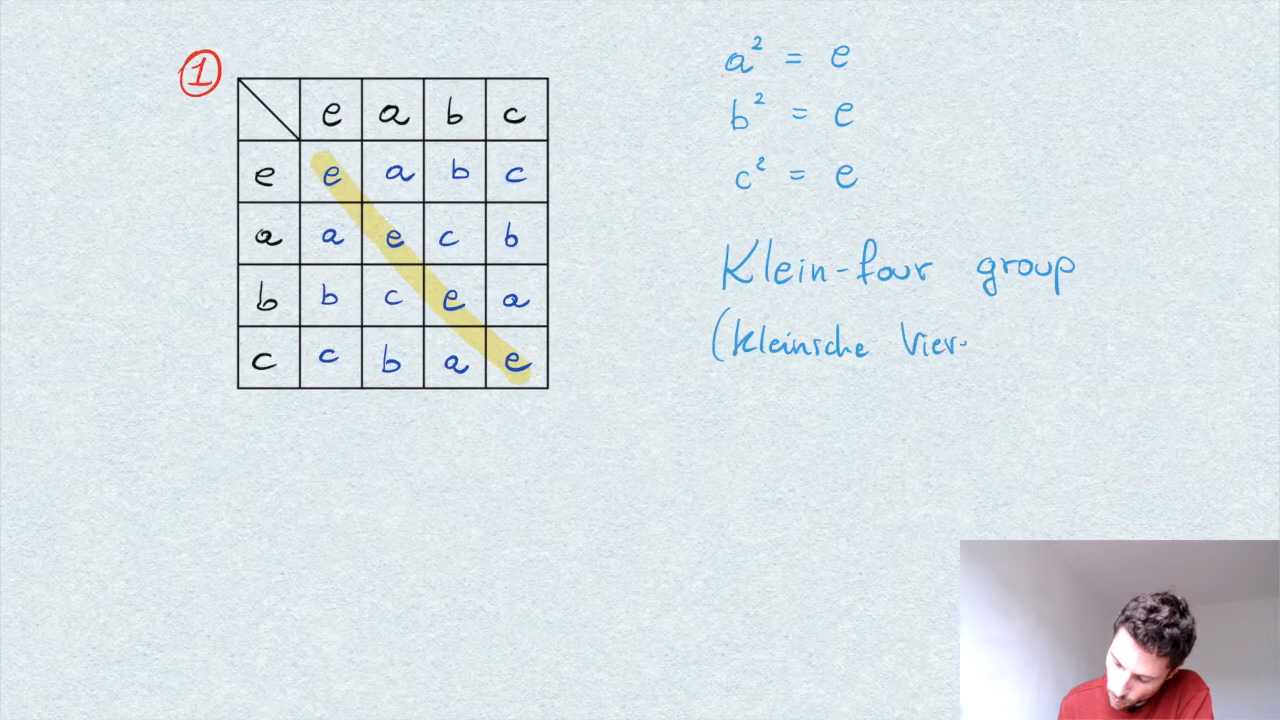 ①
e a b c
e e a b c
a a e c b
b b c e a
c c b a e
a² = e
b² = e
c² = e
Klein-four group
(Kleinsche Vier-